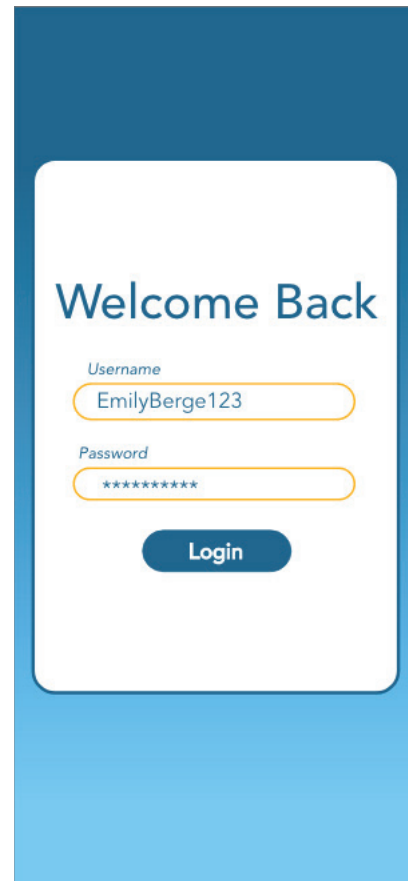 Welcome Back
Username
EmilyBerge123
Password
**********
Login